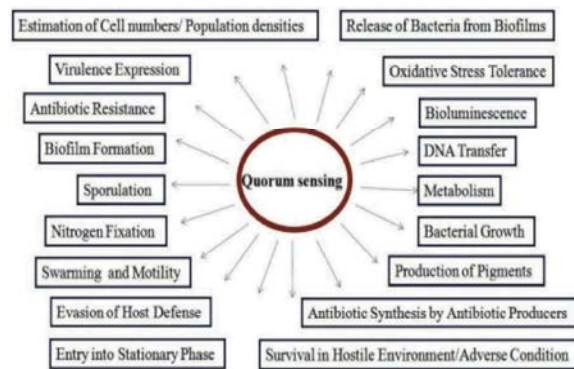 Estimation of Cell numbers/ Population densities
Release of Bacteria from Biofilms
Virulence Expression
Oxidative Stress Tolerance
Antibiotic Resistance
Bioluminescence
Biofilm Formation
DNA Transfer
Quorum sensing
Sporulation
Metabolism
Nitrogen Fixation
Bacterial Growth
Swarming and Motility
Production of Pigments
Evasion of Host Defense
Antibiotic Synthesis by Antibiotic Producers
Entry into Stationary Phase
Survival in Hostile Environment/Adverse Condition